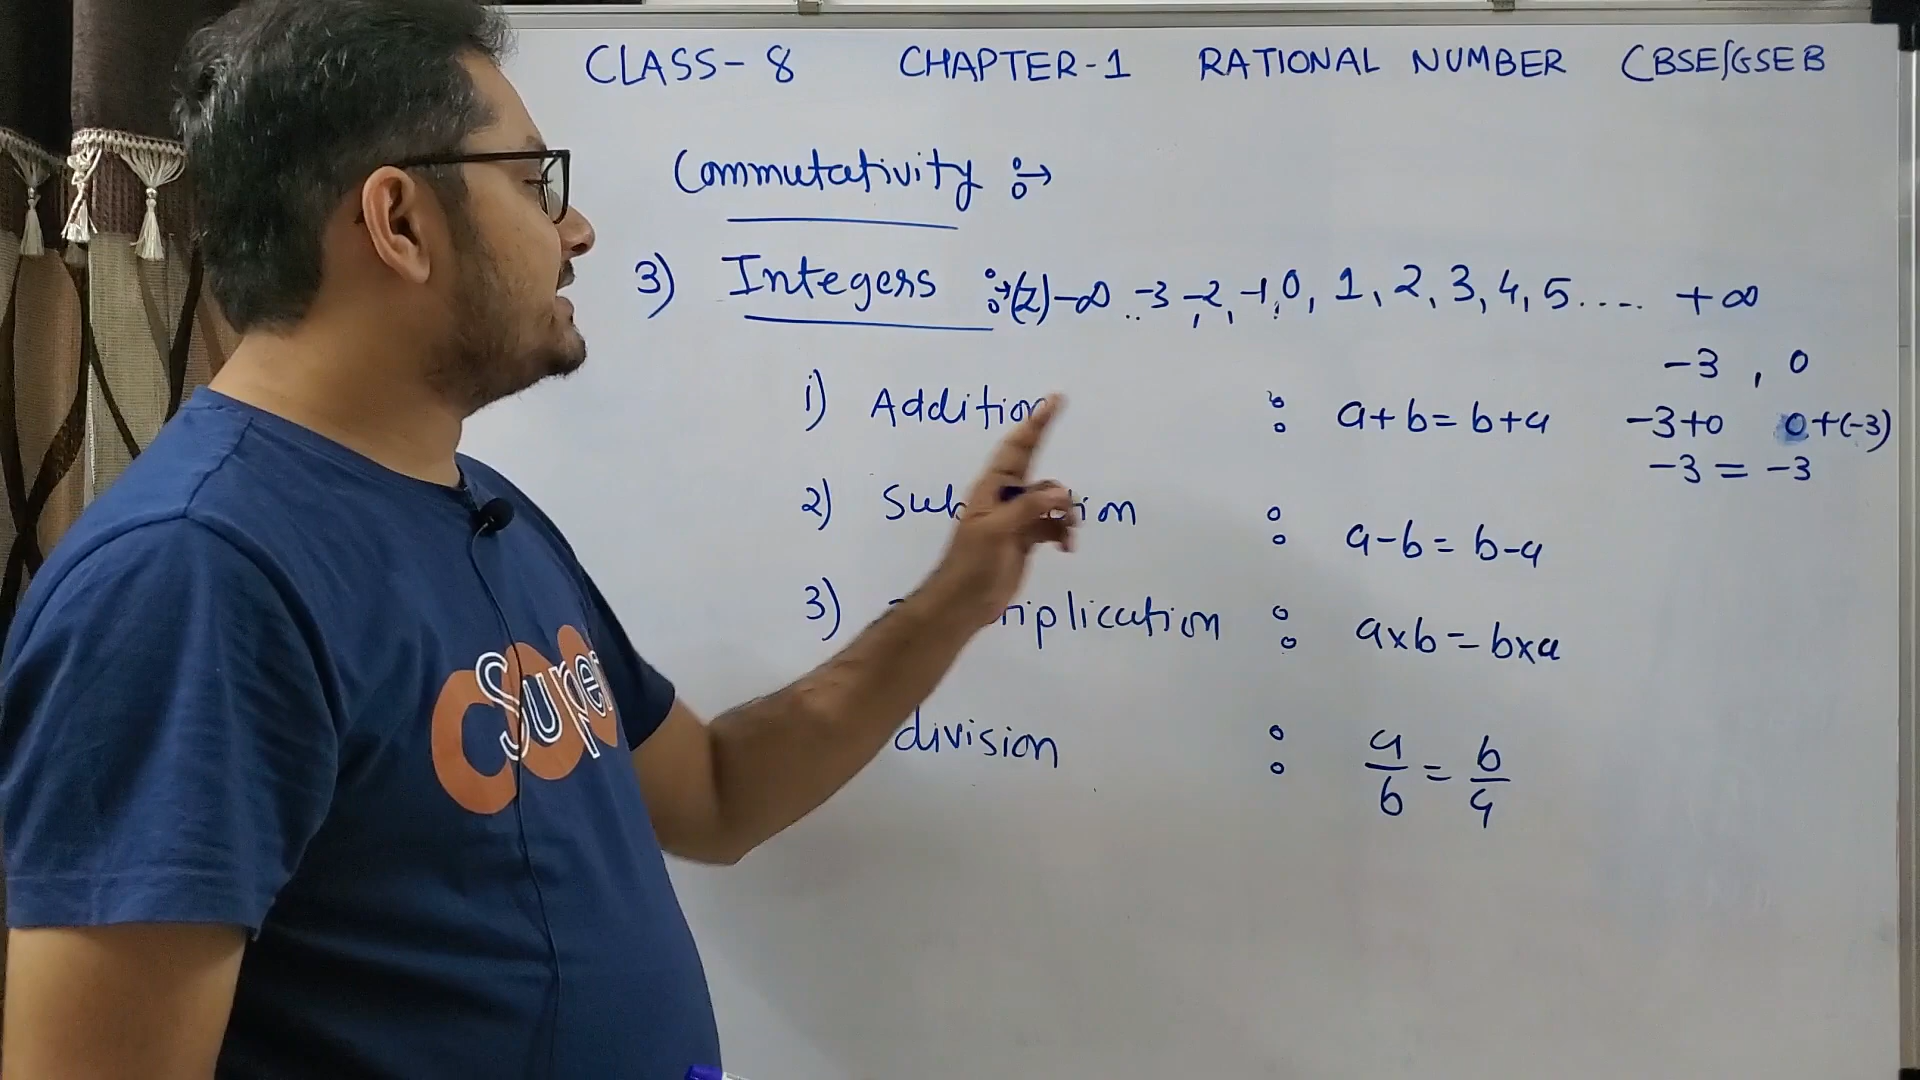 CLASS-8 CHAPTER-1 RATIONAL NUMBER CBSE/GSEB
Commutativity :→
3) Integers :→(Z) -∞ .. -3, -2, -1, 0, 1, 2, 3, 4, 5.... +∞
-3 , 0
1) Addition : a+b=b+a -3+0 0+(-3)
-3 = -3
2) : a-b=b-a
3) : a×b=b×a
division : a/b = b/a
Super